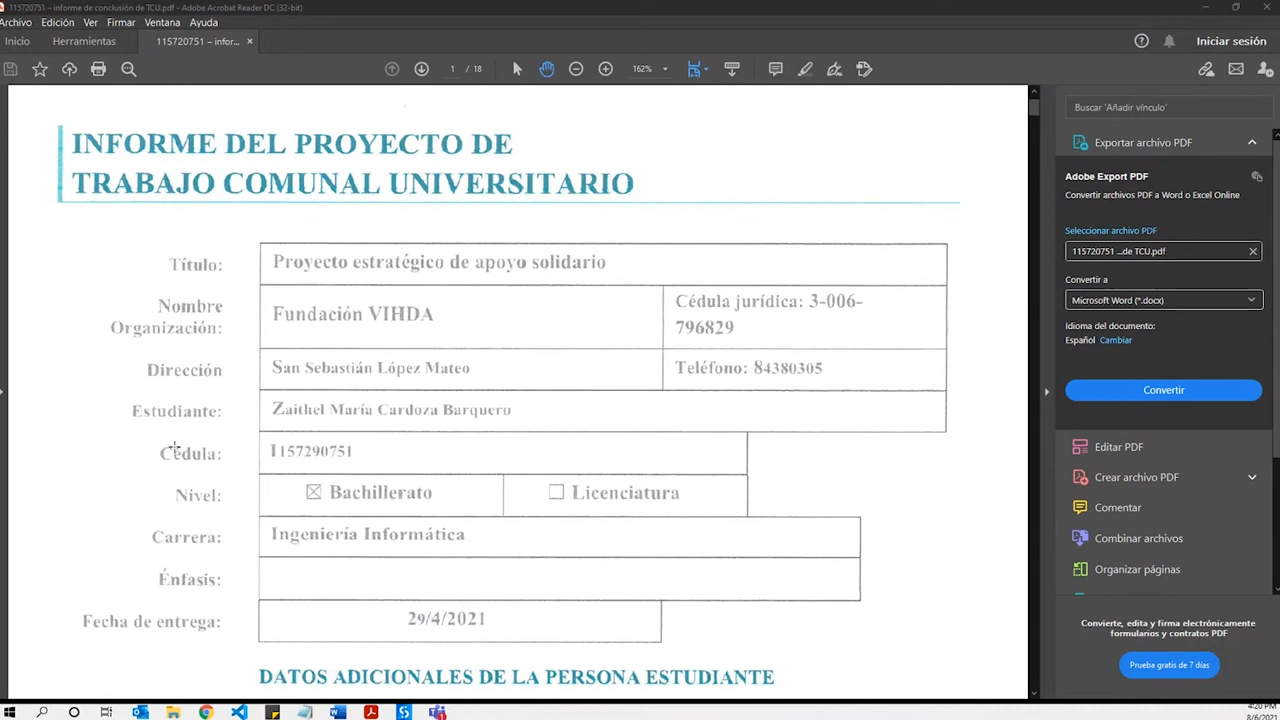 115720751 – informe de conclusión de TCU.pdf - Adobe Acrobat Reader DC (32-bit)
Archivo Edición Ver Firmar Ventana Ayuda
Inicio Herramientas 115720751 – infor... × Iniciar sesión
1 / 18 162%
INFORME DEL PROYECTO DE
TRABAJO COMUNAL UNIVERSITARIO
Título: Proyecto estratégico de apoyo solidario
Nombre
Organización: Fundación VIHDA Cédula jurídica: 3-006-
796829
Dirección San Sebastián López Mateo Teléfono: 84380305
Estudiante: Zaithel María Cardoza Barquero
Cédula: 1157290751
Nivel: ☒ Bachillerato ☐ Licenciatura
Carrera: Ingeniería Informática
Énfasis:
Fecha de entrega: 29/4/2021
DATOS ADICIONALES DE LA PERSONA ESTUDIANTE
Buscar 'Añadir vínculo'
Exportar archivo PDF
Adobe Export PDF
Convertir archivos PDF a Word o Excel Online
Seleccionar archivo PDF
115720751 ...de TCU.pdf ×
Convertir a
Microsoft Word (*.docx)
Idioma del documento:
Español Cambiar
Convertir
Editar PDF
Crear archivo PDF
Comentar
Combinar archivos
Organizar páginas
Convierte, edita y firma electrónicamente
formularios y contratos PDF
Prueba gratis de 7 días
4:20 PM
8/6/2021